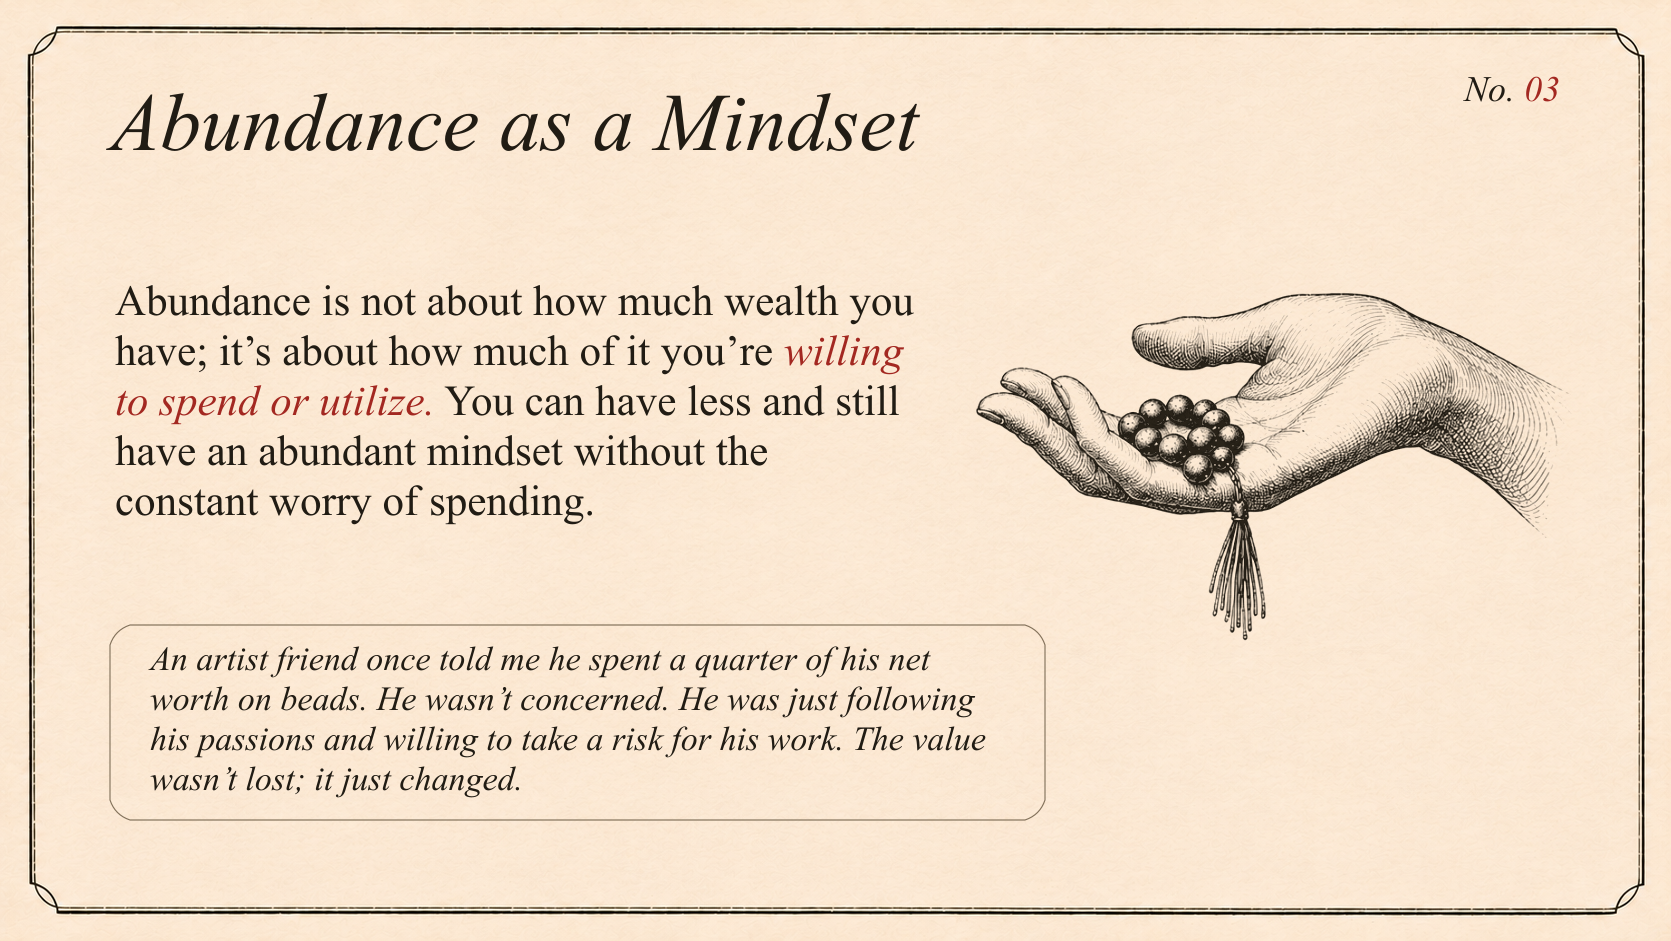 Abundance as a Mindset
No. 03
Abundance is not about how much wealth you
have; it’s about how much of it you’re willing
to spend or utilize. You can have less and still
have an abundant mindset without the
constant worry of spending.
An artist friend once told me he spent a quarter of his net
worth on beads. He wasn’t concerned. He was just following
his passions and willing to take a risk for his work. The value
wasn’t lost; it just changed.